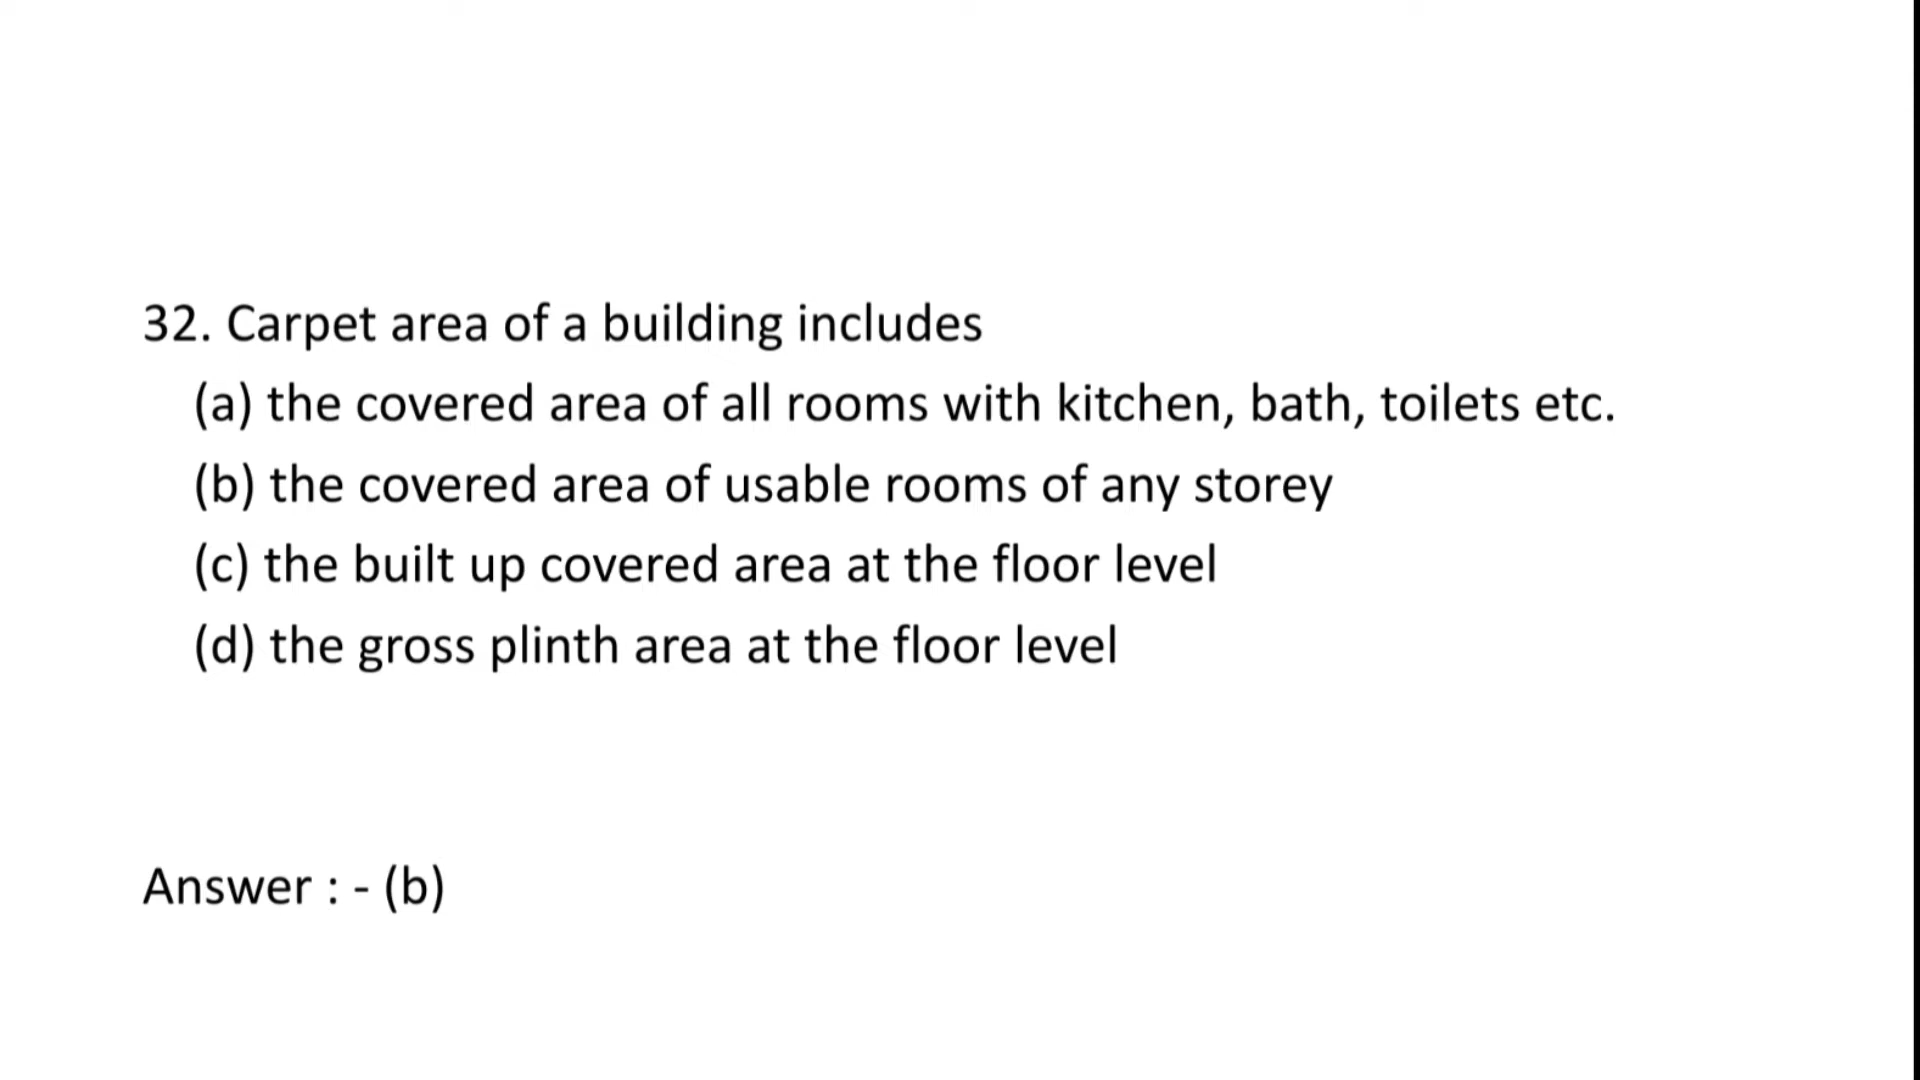 32. Carpet area of a building includes
(a) the covered area of all rooms with kitchen, bath, toilets etc.
(b) the covered area of usable rooms of any storey
(c) the built up covered area at the floor level
(d) the gross plinth area at the floor level
Answer : - (b)